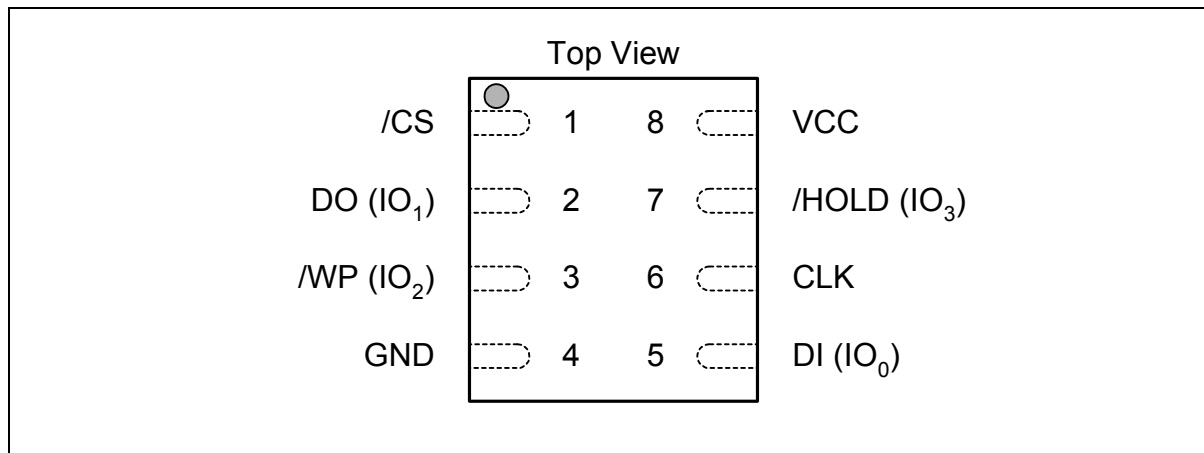 Top View
/CS 1 8 VCC
DO (IO₁) 2 7 /HOLD (IO₃)
/WP (IO₂) 3 6 CLK
GND 4 5 DI (IO₀)